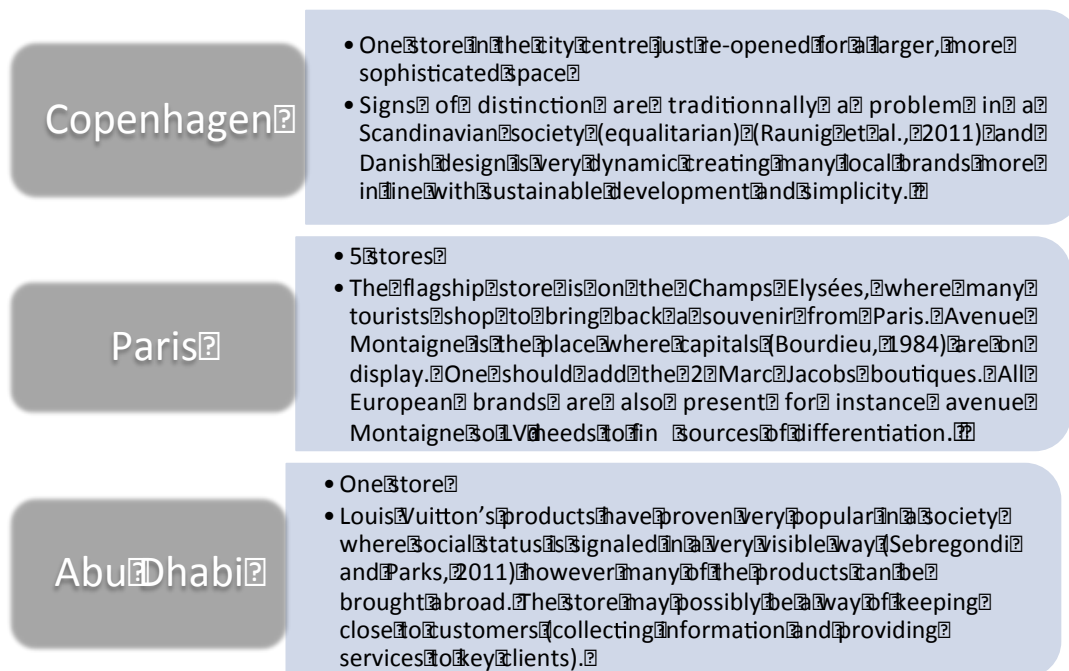 Copenhagen
• One store in the city centre just re-opened for a larger, more
sophisticated space
• Signs of distinction are traditionnally a problem in a
Scandinavian society (equalitarian) (Raunig et al., 2011) and
Danish design is very dynamic creating many local brands more
in line with sustainable development and simplicity.
Paris
• 5 stores
• The flagship store is on the Champs Elysées, where many
tourists shop to bring back a souvenir from Paris. Avenue
Montaigne is the place where capitals (Bourdieu, 1984) are on
display. One should add the 2 Marc Jacobs boutiques. All
European brands are also present for instance avenue
Montaigne so LV needs to fin sources of differentiation.
Abu Dhabi
• One store
• Louis Vuitton's products have proven very popular in a society
where social status is signaled in a very visible way (Sebregondi
and Parks, 2011) however many of the products can be
brought abroad. The store may possibly be a way of keeping
close to customers (collecting information and providing
services to key clients).